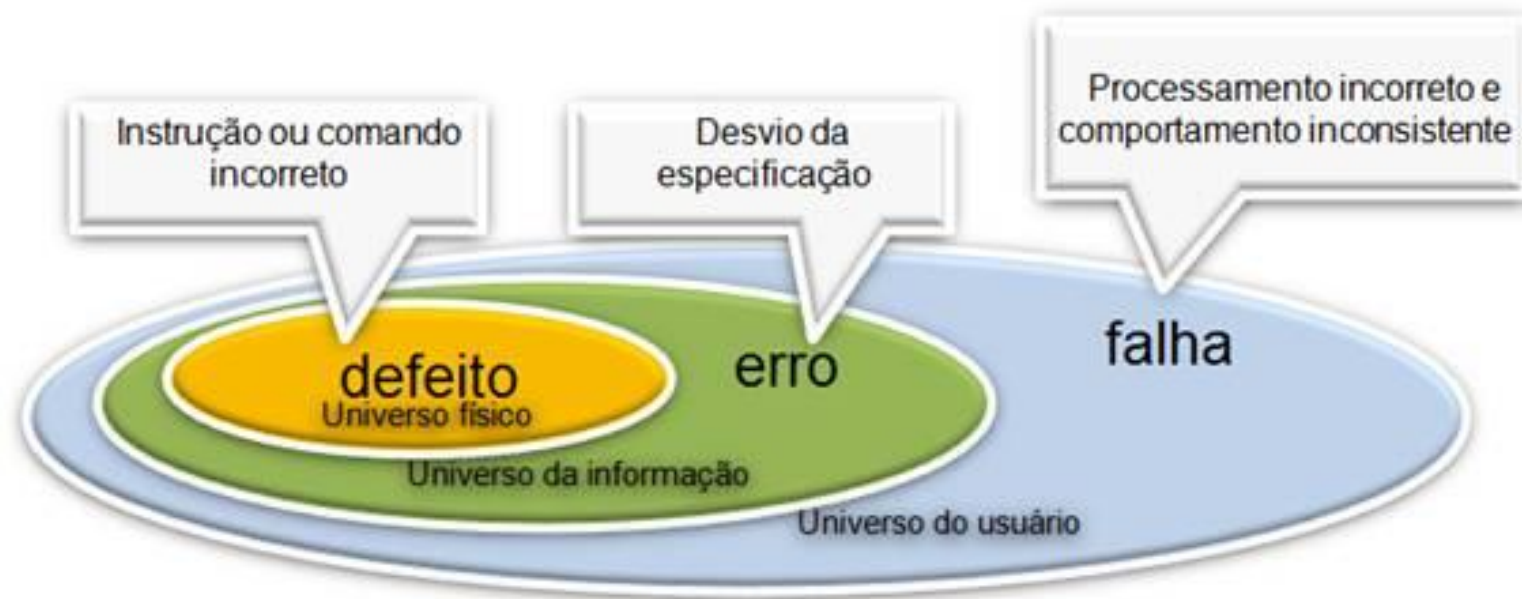 Instrução ou comando
incorreto
Desvio da
especificação
Processamento incorreto e
comportamento inconsistente
defeito
Universo físico
erro
falha
Universo da informação
Universo do usuário